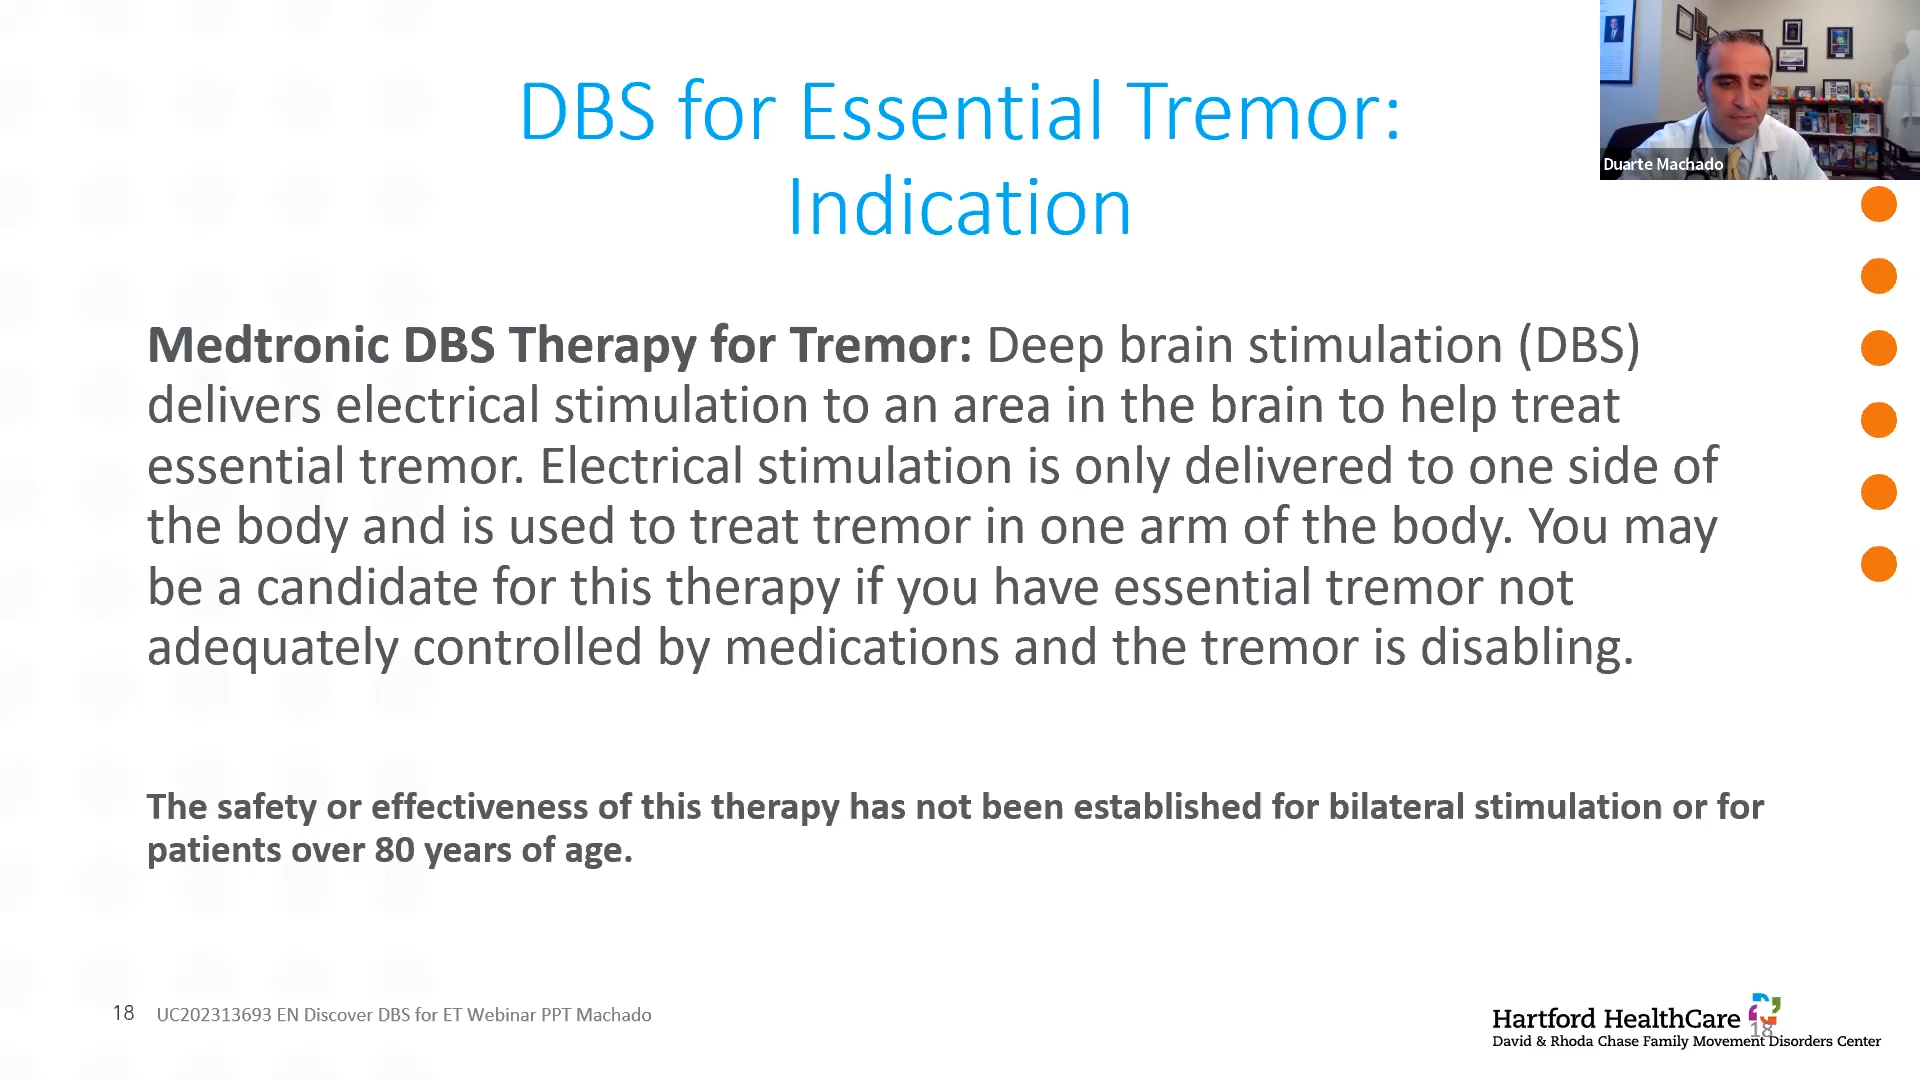 DBS for Essential Tremor:
Indication
Duarte Machado
Medtronic DBS Therapy for Tremor: Deep brain stimulation (DBS)
delivers electrical stimulation to an area in the brain to help treat
essential tremor. Electrical stimulation is only delivered to one side of
the body and is used to treat tremor in one arm of the body. You may
be a candidate for this therapy if you have essential tremor not
adequately controlled by medications and the tremor is disabling.
The safety or effectiveness of this therapy has not been established for bilateral stimulation or for
patients over 80 years of age.
18 UC202313693 EN Discover DBS for ET Webinar PPT Machado
Hartford HealthCare
18
David & Rhoda Chase Family Movement Disorders Center